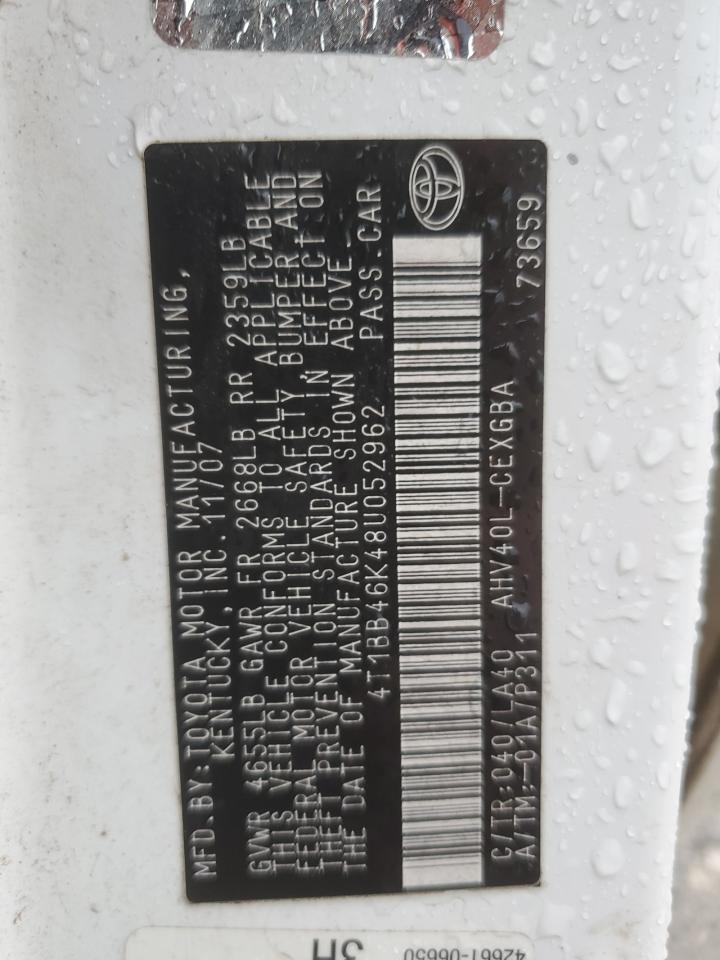 MFD.BY:TOYOTA MOTOR MANUFACTURING,
KENTUCKY,INC.11/07
GVWR 4655LB GAWR FR 2668LB RR 2359LB
THIS VEHICLE CONFORMS TO ALL APPLICABLE
FEDERAL MOTOR VEHICLE SAFETY, BUMPER,AND
THEFT PREVENTION STANDARDS IN EFFECT ON
THE DATE OF MANUFACTURE SHOWN ABOVE.
4T1BB46K48U052962 PASS.CAR
C/TR:040/LA40 AHV40L-CEXGBA 73659
A/TM:-01A/P311
42661-06650
3H